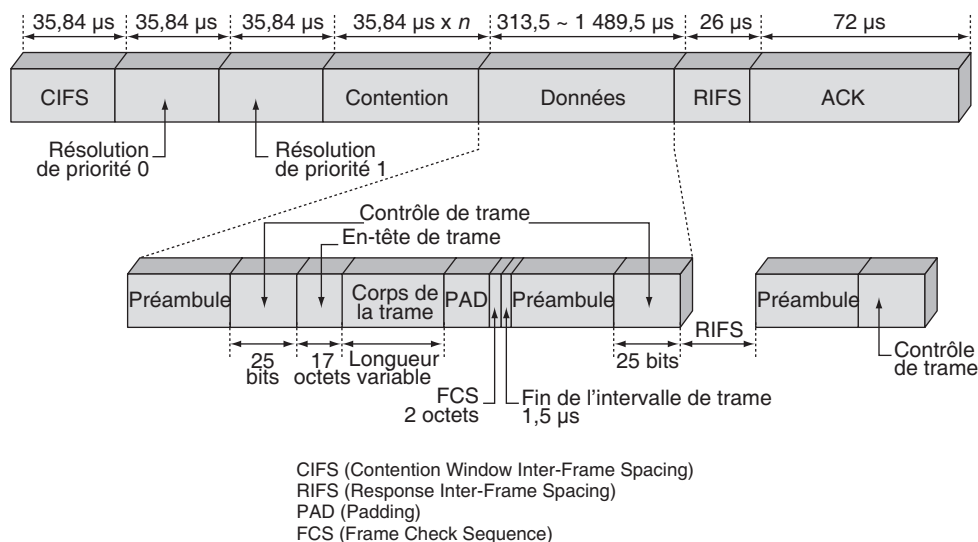 35,84 µs 35,84 µs 35,84 µs 35,84 µs x n 313,5 ~ 1 489,5 µs 26 µs 72 µs
CIFS Contention Données RIFS ACK
Résolution
de priorité 0
Résolution
de priorité 1
Contrôle de trame
En-tête de trame
Préambule Corps de
la trame PAD Préambule Préambule
RIFS
25
bits
17
octets
Longueur
variable
25 bits
Contrôle
de trame
FCS
2 octets
Fin de l'intervalle de trame
1,5 µs
CIFS (Contention Window Inter-Frame Spacing)
RIFS (Response Inter-Frame Spacing)
PAD (Padding)
FCS (Frame Check Sequence)